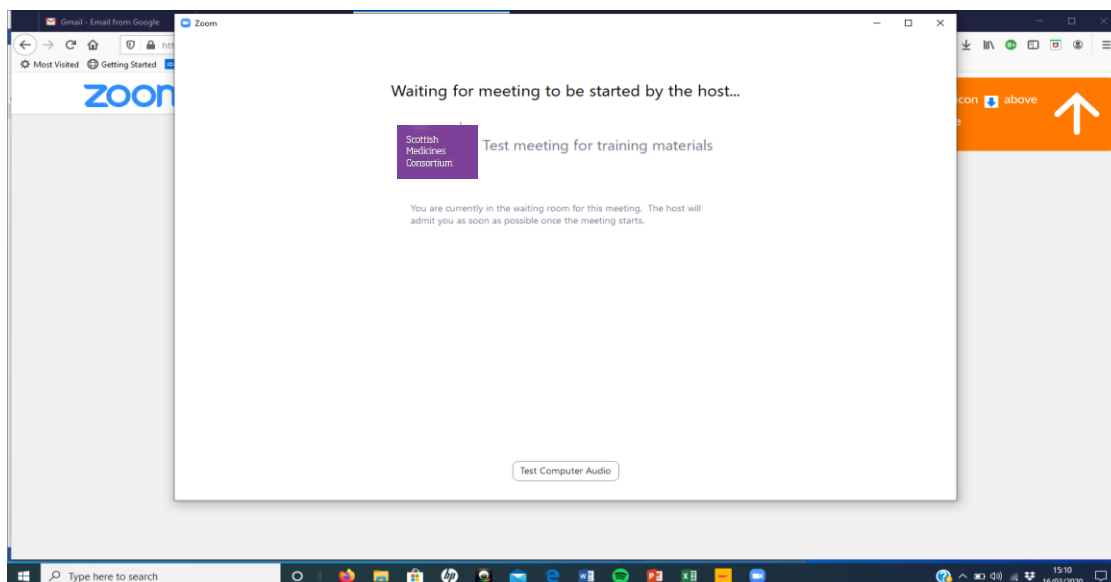 Gmail - Email from Google
Zoom
Most Visited
Getting Started
Waiting for meeting to be started by the host...
con
above
Scottish
Medicines
Consortium
Test meeting for training materials
You are currently in the waiting room for this meeting. The host will
admit you as soon as possible once the meeting starts.
Test Computer Audio
Type here to search
15:10